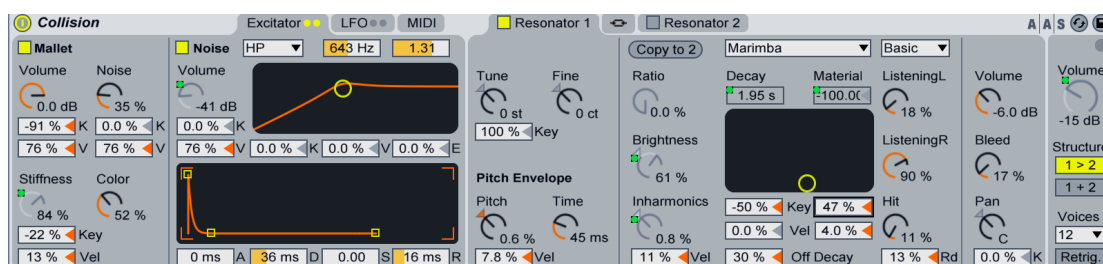 Collision Excitator LFO MIDI Resonator 1 Resonator 2 AAS
Mallet Noise HP 643 Hz 1.31 Copy to 2 Marimba Basic
Volume Noise Volume Tune Fine Ratio Decay Material ListeningL Volume Volume
0.0 dB 35 % -41 dB 0 st 0 ct 0.0 % 1.95 s 18 % -6.0 dB -15 dB
-91 % K 0.0 % K 0.0 % K 100 % Key
Brightness ListeningR Bleed Structure
76 % V 76 % V 76 % V 0.0 % K 0.0 % V 0.0 % E 61 % 90 % 17 % 1 > 2
Stiffness Color Pitch Envelope 1 + 2
84 % 52 % Pitch Time Inharmonics -50 % Key 47 % Hit Pan Voices
-22 % Key 0.6 % 45 ms 0.8 % 0.0 % Vel 4.0 % 11 % C 12
13 % Vel 0 ms A 36 ms D 0.00 S 16 ms R 7.8 % Vel 11 % Vel 30 % Off Decay 13 % Rd 0.0 % K Retrig.